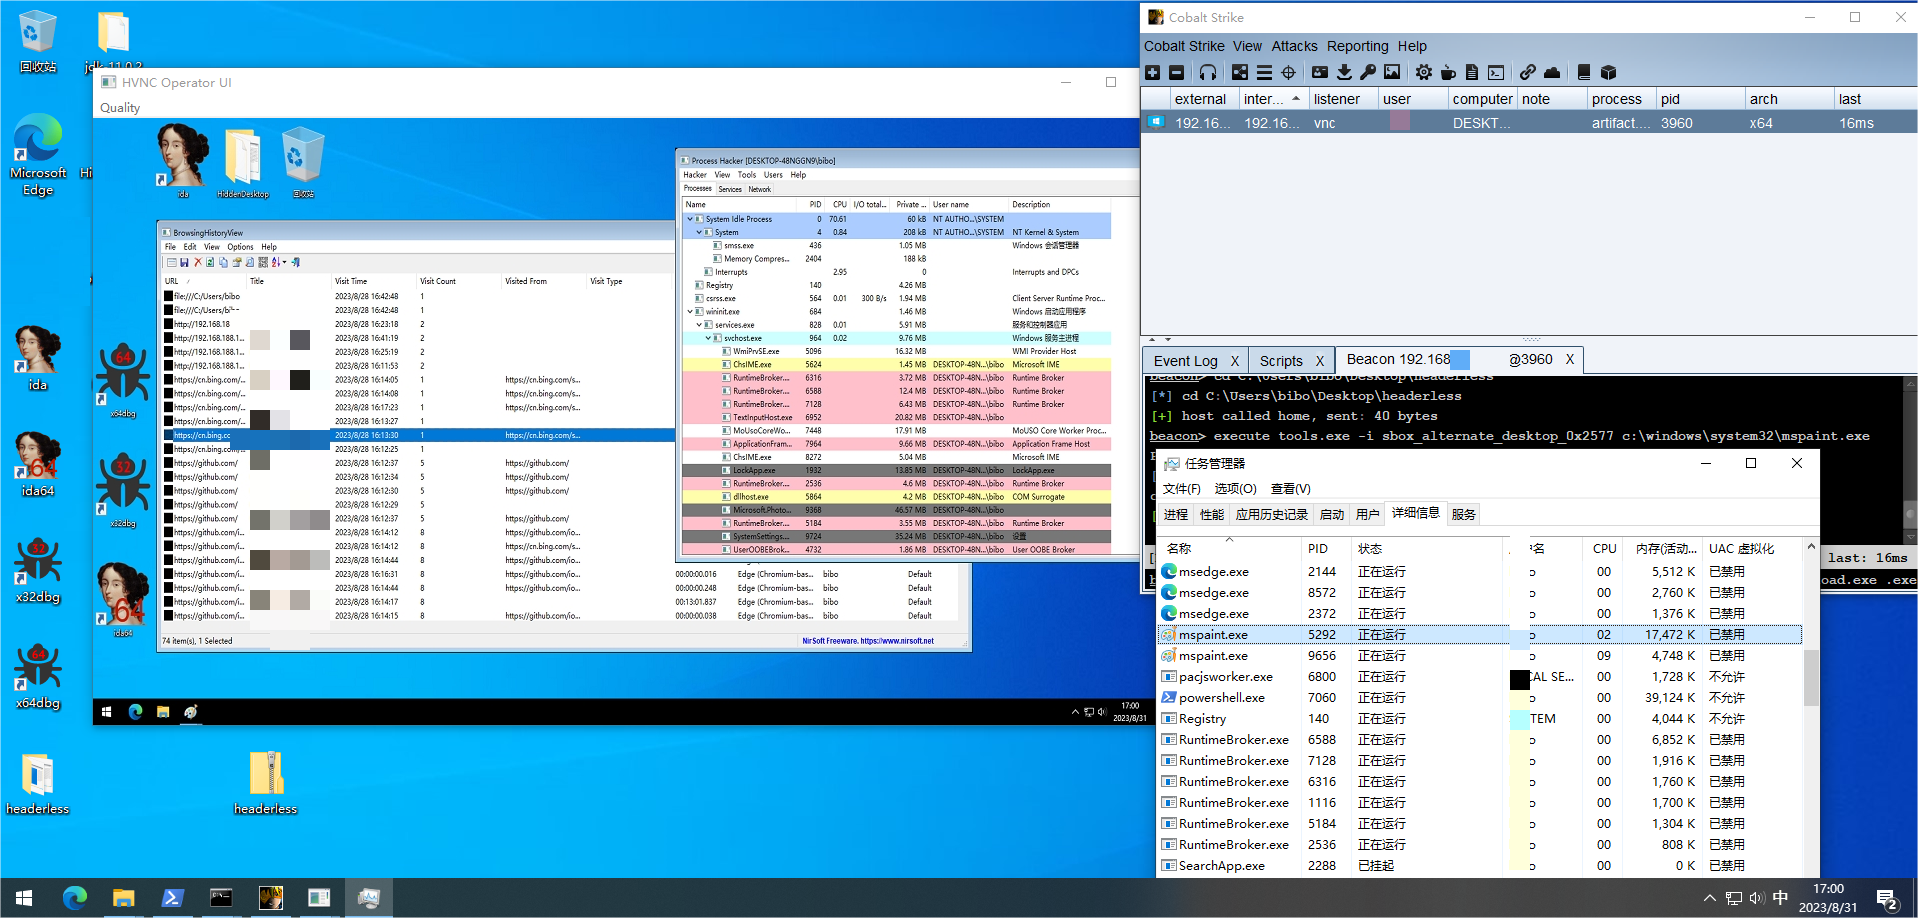 回收站
jdk-11.0.2
Microsoft Edge
ida
ida64
x32dbg
x64dbg
headerless
headerless
HVNC Operator UI
Quality
ida
HiddenDesktop
回收站
x64dbg
x32dbg
ida64
BrowsingHistoryView
File Edit View Options Help
URL Title Visit Time Visit Count Visited From Visit Type
file:///C:/Users/bibo 2023/8/28 16:42:48 1
file:///C:/Users/bi 2023/8/28 16:42:48 1
http://192.168.18 2023/8/28 16:23:18 2
http://192.168.188.1... 2023/8/28 16:41:19 2
http://192.168.188.1... 2023/8/28 16:25:19 2
http://192.168.188.1... 2023/8/28 16:11:53 2
https://cn.bing.com/... 2023/8/28 16:14:05 1 https://cn.bing.com/s...
https://cn.bing.com/... 2023/8/28 16:14:08 1 https://cn.bing.com/s...
https://cn.bing.com/... 2023/8/28 16:17:23 1 https://cn.bing.com/s...
https://cn.bing.com/... 2023/8/28 16:13:27 1
https://cn.bing.cc 2023/8/28 16:13:30 1 https://cn.bing.com/s...
https://cn.bing.com/... 2023/8/28 16:12:25 1
https://github.com/ 2023/8/28 16:12:37 5 https://github.com/
https://github.com/ 2023/8/28 16:12:34 5 https://github.com/
https://github.com/ 2023/8/28 16:12:30 5 https://github.com/
https://github.com/ 2023/8/28 16:12:29 5
https://github.com/ 2023/8/28 16:12:37 5 https://github.com/
https://github.com/i... 2023/8/28 16:14:12 8 https://github.com/io...
https://github.com/i... 2023/8/28 16:14:12 8 https://cn.bing.com/s...
https://github.com/i... 2023/8/28 16:14:44 8 https://github.com/io...
https://github.com/i... 2023/8/28 16:16:31 8 https://github.com/io... 00:00:00.016 Edge (Chromium-bas... bibo Default
https://github.com/i... 2023/8/28 16:14:44 8 https://github.com/io... 00:00:00.248 Edge (Chromium-bas... bibo Default
https://github.com/i... 2023/8/28 16:14:17 8 00:13:01.837 Edge (Chromium-bas... bibo Default
https://github.com/i... 2023/8/28 16:14:15 8 https://github.com/io... 00:00:00.038 Edge (Chromium-bas... bibo Default
74 item(s), 1 Selected NirSoft Freeware. https://www.nirsoft.net
Process Hacker [DESKTOP-48NGGN9\bibo]
Hacker View Tools Users Help
Processes Services Network
Name PID CPU I/O total... Private ... User name Description
System Idle Process 0 70.61 60 kB NT AUTHO...\SYSTEM
System 4 0.84 208 kB NT AUTHO...\SYSTEM NT Kernel & System
smss.exe 436 1.05 MB Windows 会话管理器
Memory Compres... 2404 188 kB
Interrupts 2.95 0 Interrupts and DPCs
Registry 140 4.26 MB
csrss.exe 564 0.01 300 B/s 1.94 MB Client Server Runtime Proc...
wininit.exe 684 1.46 MB Windows 启动应用程序
services.exe 828 0.01 5.91 MB 服务和控制器应用
svchost.exe 964 0.02 9.76 MB Windows 服务主进程
WmiPrvSE.exe 5096 16.32 MB WMI Provider Host
ChsIME.exe 5624 1.45 MB DESKTOP-48N...\bibo Microsoft IME
RuntimeBroker... 6316 3.72 MB DESKTOP-48N...\bibo Runtime Broker
RuntimeBroker... 6588 12.4 MB DESKTOP-48N...\bibo Runtime Broker
RuntimeBroker... 7128 6.43 MB DESKTOP-48N...\bibo Runtime Broker
TextInputHost.exe 6952 20.82 MB DESKTOP-48N...\bibo
MoUsoCoreWo... 7448 17.91 MB MoUSO Core Worker Proc...
ApplicationFram... 7964 9.66 MB DESKTOP-48N...\bibo Application Frame Host
ChsIME.exe 8272 5.04 MB Microsoft IME
LockApp.exe 1932 13.85 MB DESKTOP-48N...\bibo LockApp.exe
RuntimeBroker... 2536 4.6 MB DESKTOP-48N...\bibo Runtime Broker
dllhost.exe 5864 4.2 MB DESKTOP-48N...\bibo COM Surrogate
Microsoft.Photo... 9368 46.57 MB DESKTOP-48N...\bibo
RuntimeBroker... 5184 3.55 MB DESKTOP-48N...\bibo Runtime Broker
SystemSettings... 9724 35.24 MB DESKTOP-48N...\bibo 设置
UserOOBEBrok... 4732 1.86 MB DESKTOP-48N...\bibo User OOBE Broker
17:00
2023/8/31
Cobalt Strike
Cobalt Strike View Attacks Reporting Help
external inter... listener user computer note process pid arch last
192.16... 192.16... vnc DESKT... artifact.... 3960 x64 16ms
Event Log X Scripts X Beacon 192.168 @3960 X
beacon> cd C:\Users\bibo\Desktop\headerless
[*] cd C:\Users\bibo\Desktop\headerless
[+] host called home, sent: 40 bytes
beacon> execute tools.exe -i sbox_alternate_desktop_0x2577 c:\windows\system32\mspaint.exe
last: 16ms
oad.exe .exe
任务管理器
文件(F) 选项(O) 查看(V)
进程 性能 应用历史记录 启动 用户 详细信息 服务
名称 PID 状态 名 CPU 内存(活动... UAC 虚拟化
msedge.exe 2144 正在运行 o 00 5,512 K 已禁用
msedge.exe 8572 正在运行 o 00 2,760 K 已禁用
msedge.exe 2372 正在运行 o 00 1,376 K 已禁用
mspaint.exe 5292 正在运行 o 02 17,472 K 已禁用
mspaint.exe 9656 正在运行 o 09 4,748 K 已禁用
pacjsworker.exe 6800 正在运行 CAL SE... 00 1,728 K 不允许
powershell.exe 7060 正在运行 o 00 39,124 K 不允许
Registry 140 正在运行 TEM 00 4,044 K 不允许
RuntimeBroker.exe 6588 正在运行 o 00 6,852 K 已禁用
RuntimeBroker.exe 7128 正在运行 o 00 1,916 K 已禁用
RuntimeBroker.exe 6316 正在运行 o 00 1,760 K 已禁用
RuntimeBroker.exe 1116 正在运行 o 00 1,700 K 已禁用
RuntimeBroker.exe 5184 正在运行 o 00 1,304 K 已禁用
RuntimeBroker.exe 2536 正在运行 o 00 808 K 已禁用
SearchApp.exe 2288 已挂起 o 00 0 K 已禁用
中
17:00
2023/8/31
2